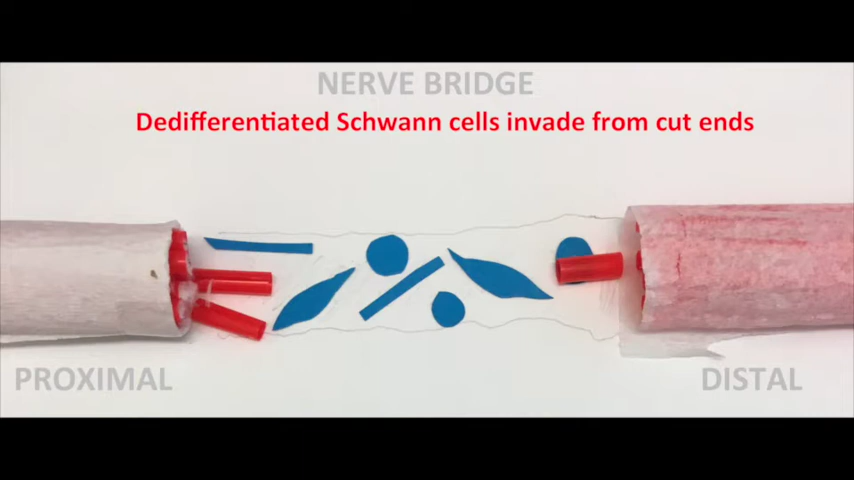 NERVE BRIDGE
Dedifferentiated Schwann cells invade from cut ends
PROXIMAL
DISTAL